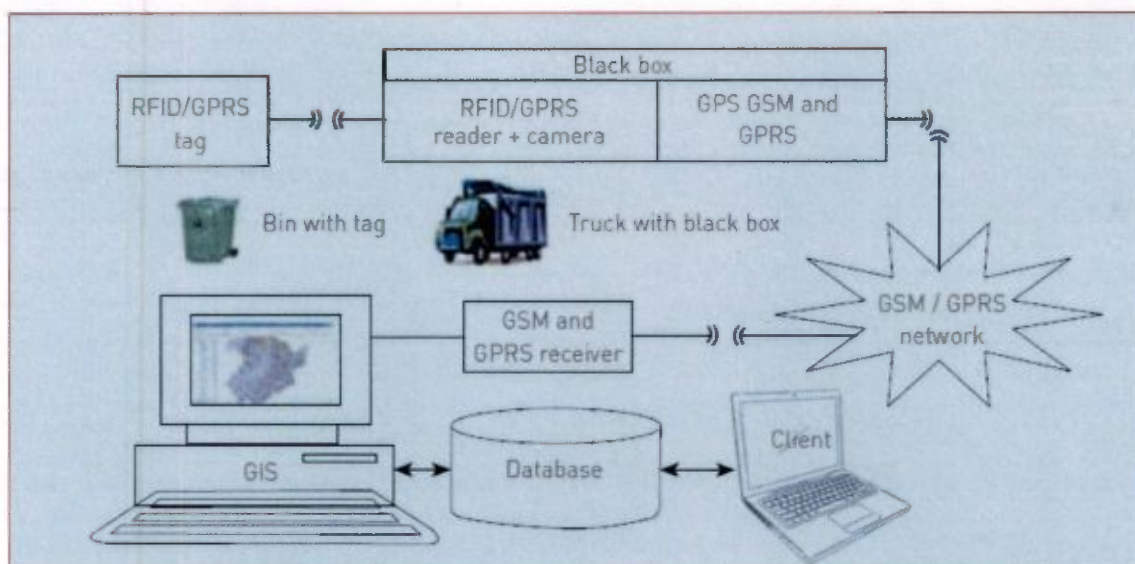 Black box
RFID/GPRS
tag
RFID/GPRS
reader + camera
GPS GSM and
GPRS
Bin with tag
Truck with black box
GSM and
GPRS receiver
GSM / GPRS
network
GIS
Database
Client